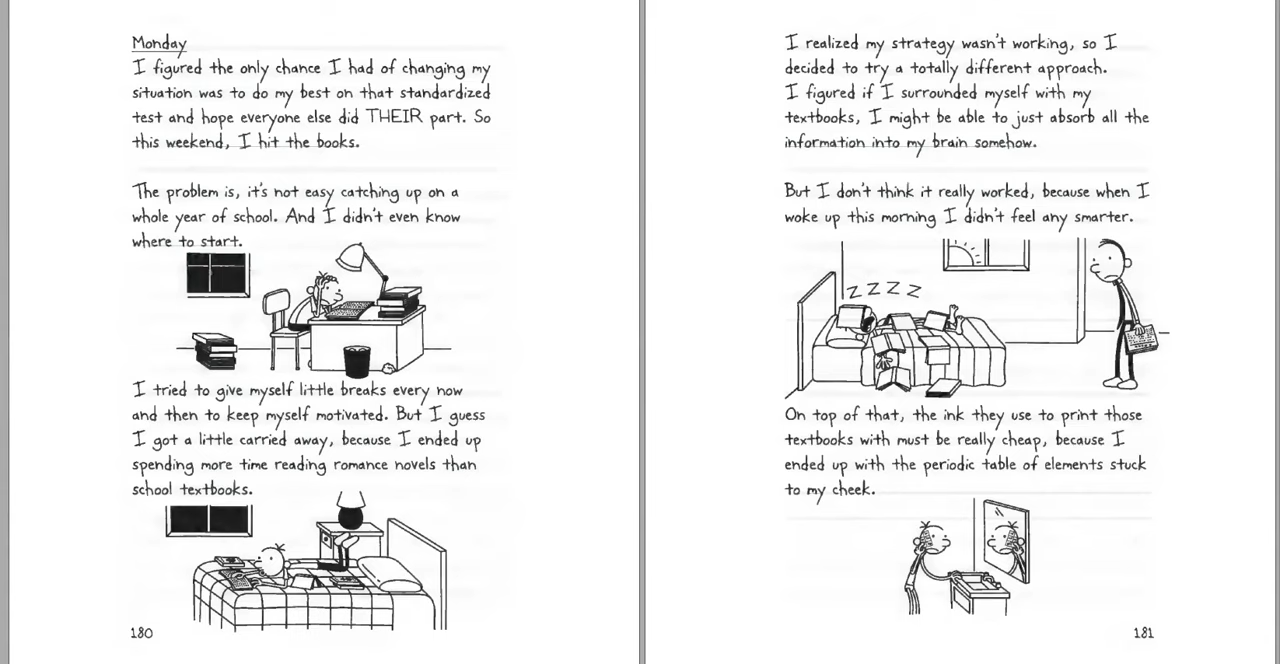 Monday
I figured the only chance I had of changing my
situation was to do my best on that standardized
test and hope everyone else did THEIR part. So
this weekend, I hit the books.
The problem is, it's not easy catching up on a
whole year of school. And I didn't even know
where to start.
I tried to give myself little breaks every now
and then to keep myself motivated. But I guess
I got a little carried away, because I ended up
spending more time reading romance novels than
school textbooks.
180
I realized my strategy wasn't working, so I
decided to try a totally different approach.
I figured if I surrounded myself with my
textbooks, I might be able to just absorb all the
information into my brain somehow.
But I don't think it really worked, because when I
woke up this morning I didn't feel any smarter.
ZZZZ
On top of that, the ink they use to print those
textbooks with must be really cheap, because I
ended up with the periodic table of elements stuck
to my cheek.
181